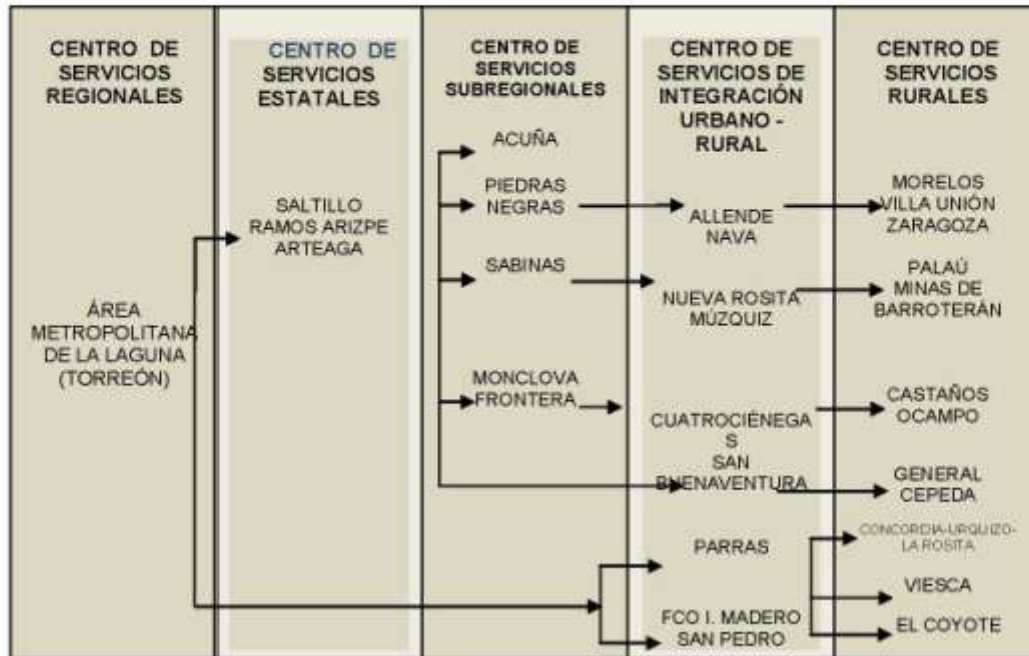 CENTRO DE
SERVICIOS
REGIONALES
ÁREA
METROPOLITANA
DE LA LAGUNA
(TORREÓN)
CENTRO DE
SERVICIOS
ESTATALES
SALTILLO
RAMOS ARIZPE
ARTEAGA
CENTRO DE
SERVICIOS
SUBREGIONALES
ACUÑA
PIEDRAS
NEGRAS
SABINAS
MONCLOVA
FRONTERA
CENTRO DE
SERVICIOS DE
INTEGRACIÓN
URBANO -
RURAL
ALLENDE
NAVA
NUEVA ROSITA
MÚZQUIZ
CUATROCIÉNEGA
S
SAN
BUENAVENTURA
PARRAS
FCO I. MADERO
SAN PEDRO
CENTRO DE
SERVICIOS
RURALES
MORELOS
VILLA UNIÓN
ZARAGOZA
PALAÚ
MINAS DE
BARROTERÁN
CASTAÑOS
OCAMPO
GENERAL
CEPEDA
CONCORDIA-URQUIZO-
LA ROSITA
VIESCA
EL COYOTE